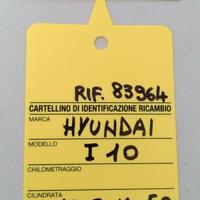 RIF. 83964
CARTELLINO DI IDENTIFICAZIONE RICAMBIO
MARCA
HYUNDAI
MODELLO
I 10
CHILOMETRAGGIO
CILINDRATA